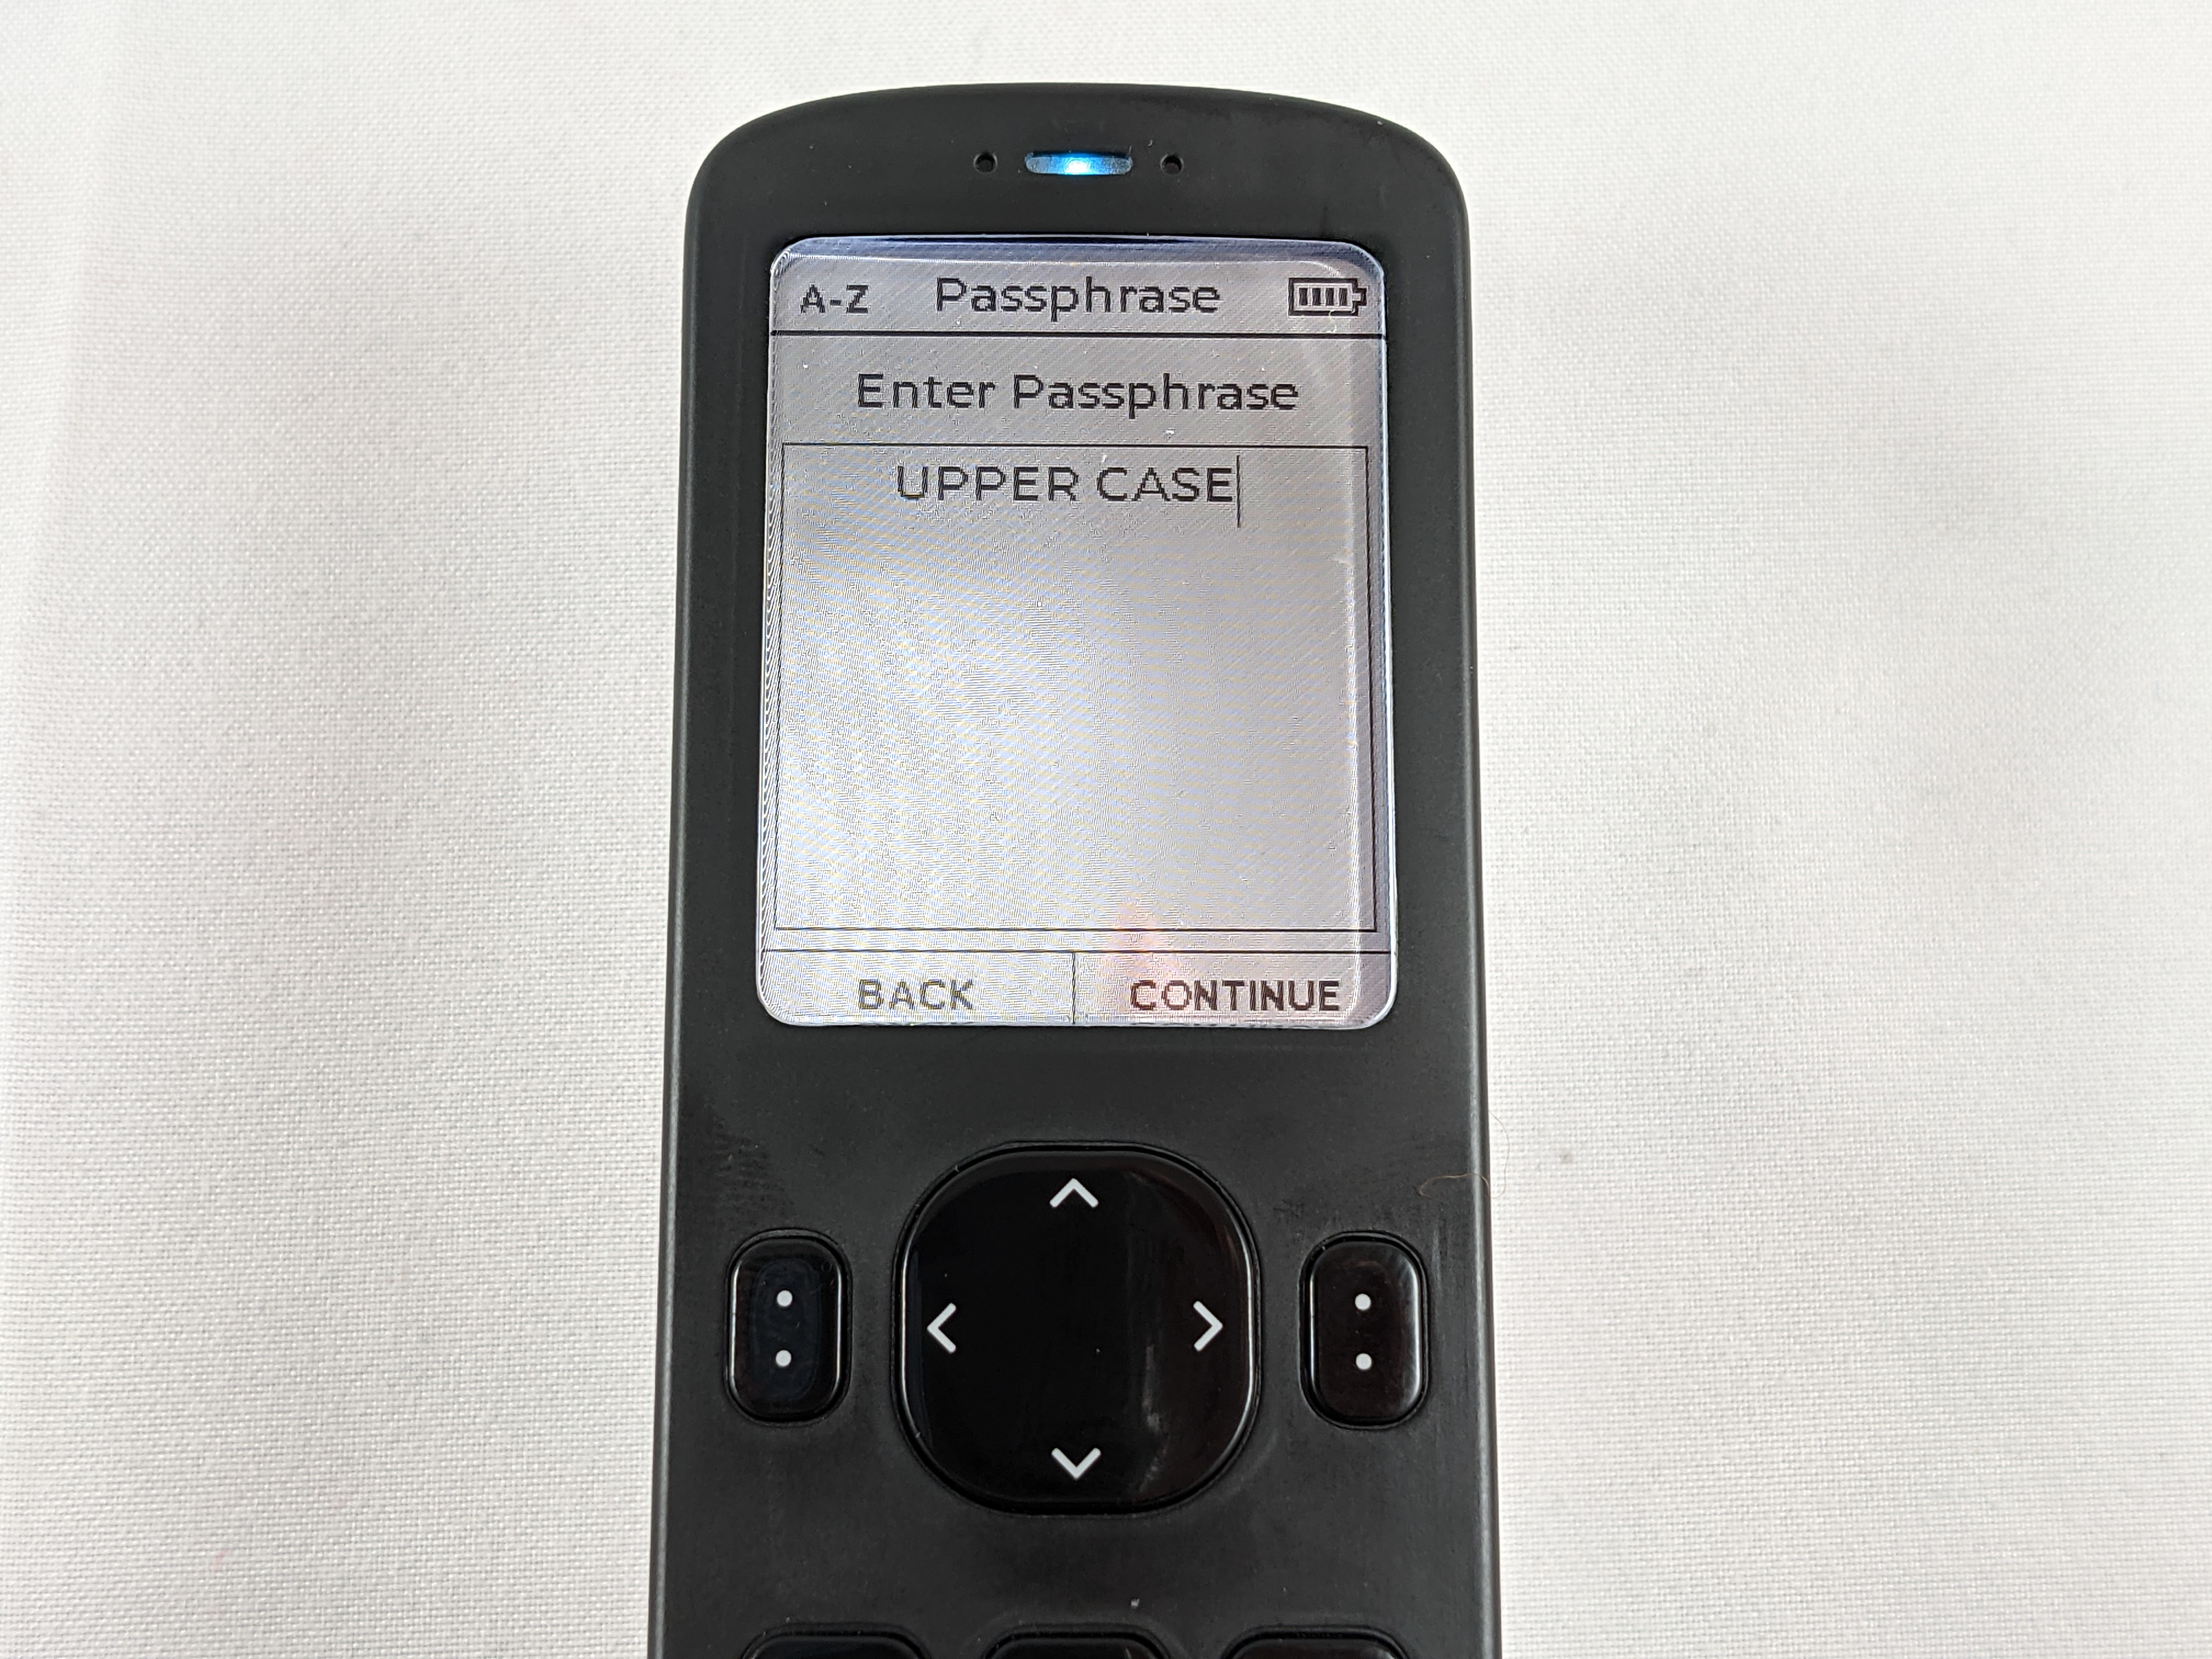 A-Z Passphrase
Enter Passphrase
UPPER CASE
BACK CONTINUE